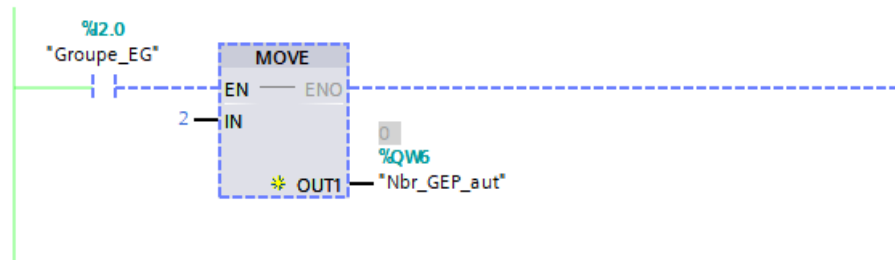 %I2.0
"Groupe_EG"
MOVE
EN
ENO
2
IN
0
%QW6
OUT1
"Nbr_GEP_aut"